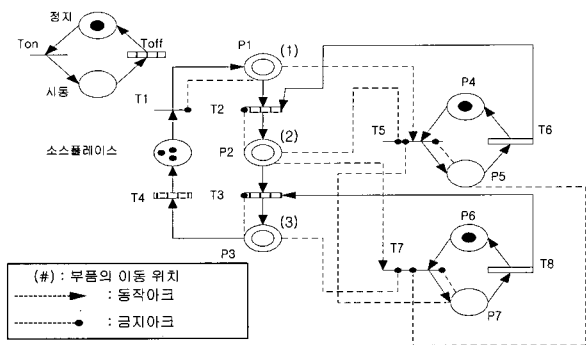 정지
Ton
Toff
시동
P1
(1)
T1
T2
P4
T6
T5
(2)
소스플레이스
P2
P5
T4
T3
P6
(3)
T7
T8
P3
P7
(#) : 부품의 이동 위치
: 동작아크
: 금지아크